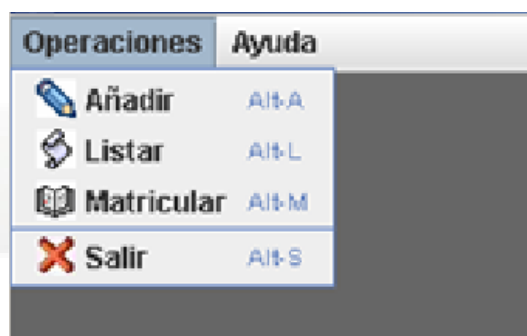 Operaciones Ayuda
Añadir Alt-A
Listar Alt-L
Matricular Alt-M
Salir Alt-S